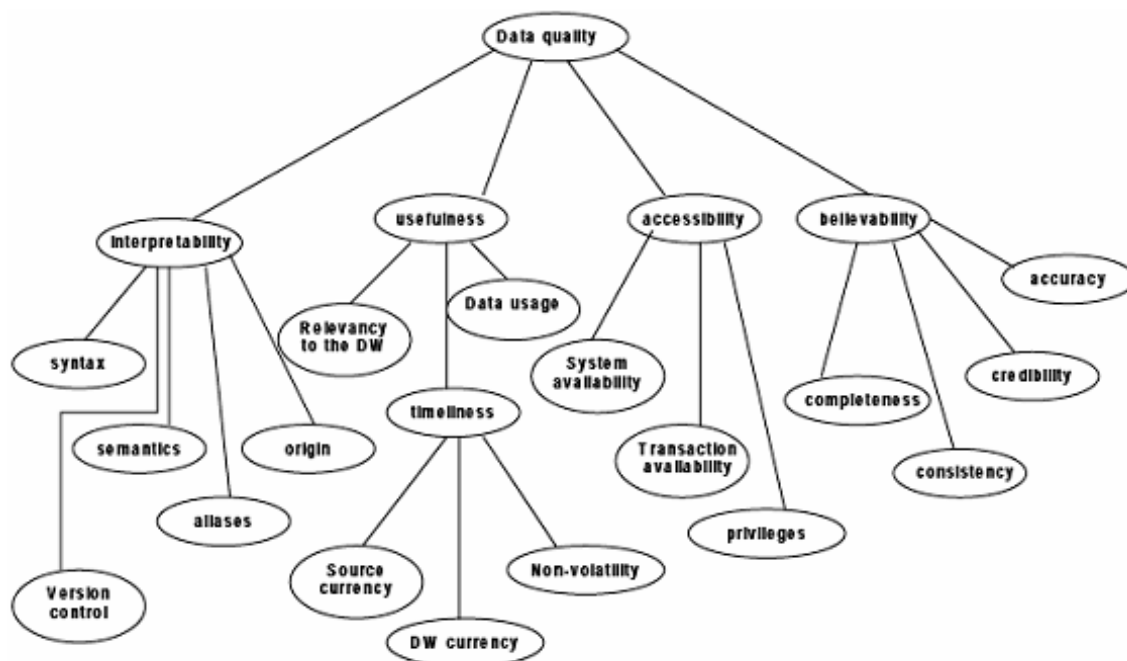 Data quality
interpretability
usefulness
accessibility
believability
syntax
Version
control
semantics
aliases
origin
Relevancy
to the DW
Data usage
timeliness
Source
currency
DW currency
Non-volatility
System
availability
Transaction
availability
privileges
completeness
consistency
credibility
accuracy